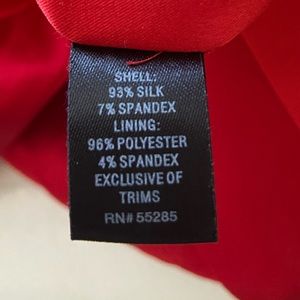 SHELL:
93% SILK
7% SPANDEX
LINING:
96% POLYESTER
4% SPANDEX
EXCLUSIVE OF
TRIMS
RN# 55285